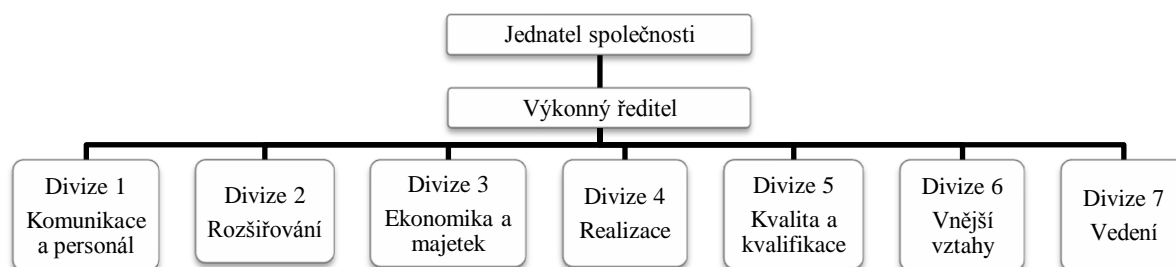 Jednatel společnosti
Výkonný ředitel
Divize 1
Komunikace
a personál
Divize 2
Rozšiřování
Divize 3
Ekonomika a
majetek
Divize 4
Realizace
Divize 5
Kvalita a
kvalifikace
Divize 6
Vnější
vztahy
Divize 7
Vedení